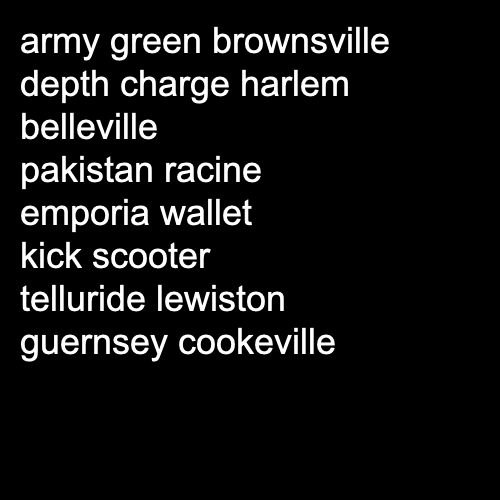 army green brownsville
depth charge harlem
belleville
pakistan racine
emporia wallet
kick scooter
telluride lewiston
guernsey cookeville